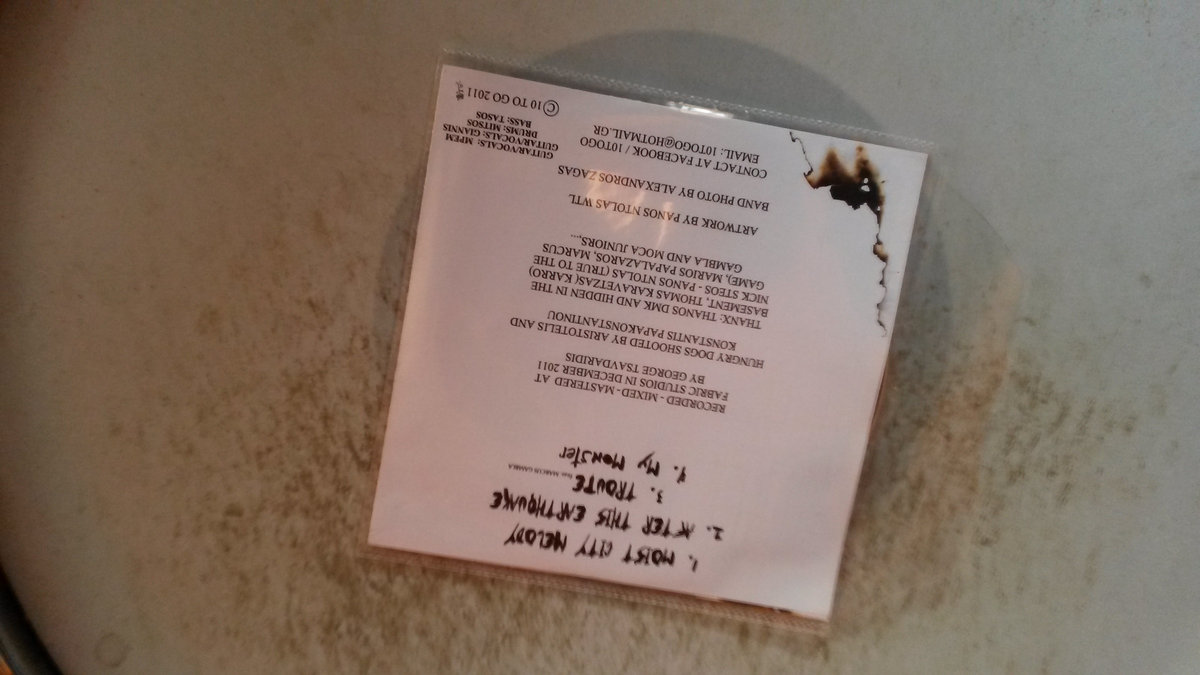 1. MOIST CITY MELODY
2. AFTER THIS EARTHQUAKE
3. TROUTE feat. MARCUS GAMBLA
4. My MONSTER
RECORDED - MIXED - MASTERED AT
FABRIC STUDIOS IN DECEMBER 2011
BY GEORGE TSAVDARIDIS
HUNGRY DOGS SHOOTED BY ARISTOTELIS AND
KONSTANTIS PAPAKONSTANTINOU
THANX: THANOS DMK AND HIDDEN IN THE
BASEMENT, THOMAS KARAVETZAS( KARRO)
NICK STEOS - PANOS NTOLAS (TRUE TO THE
GAME), MARIOS PAPALAZAROS, MARCUS
GAMBLA AND MOCA JUNIORS,...
ARTWORK BY PANOS NTOLAS WTL
BAND PHOTO BY ALEXANDROS ZAGAS
CONTACT AT FACEBOOK / 10TOGO
EMAIL: 10TOGO@HOTMAIL.GR
GUITAR/VOCALS: MPEM
GUITAR/VOCALS: GIANNIS
DRUMS: MITSOS
BASS: TASOS
© 10 TO GO 2011